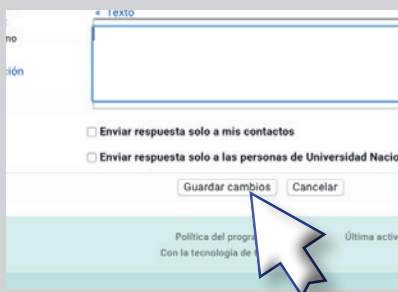 « Texto
no
ción
Enviar respuesta solo a mis contactos
Enviar respuesta solo a las personas de Universidad Nacio
Guardar cambios Cancelar
Política del progra Última activ
Con la tecnología de